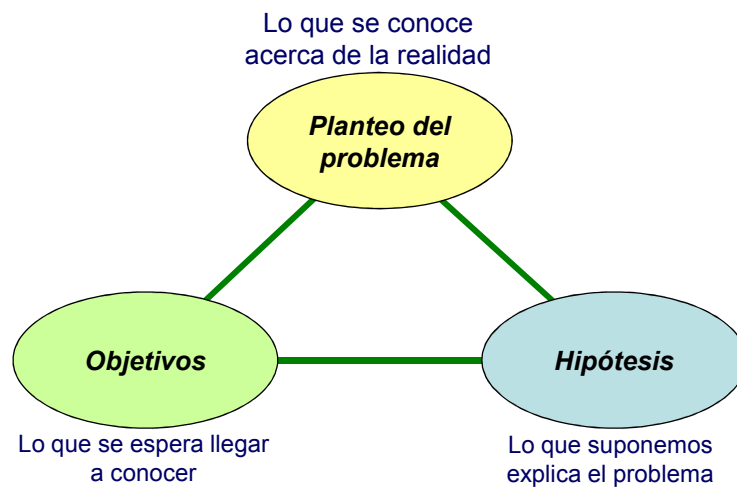 Lo que se conoce
acerca de la realidad
Planteo del
problema
Objetivos
Hipótesis
Lo que se espera llegar
a conocer
Lo que suponemos
explica el problema